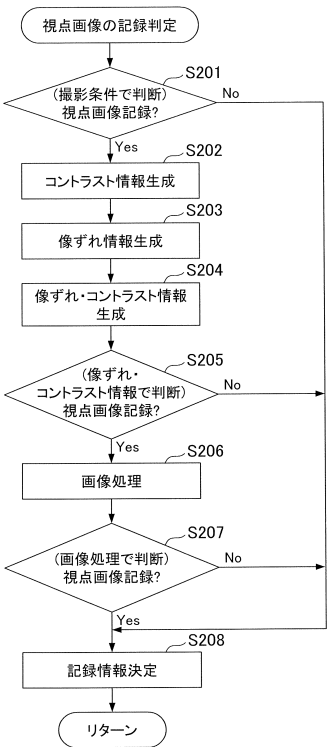 視点画像の記録判定
S201
(撮影条件で判断)
視点画像記録?
No
Yes
S202
コントラスト情報生成
S203
像ずれ情報生成
S204
像ずれ・コントラスト情報
生成
S205
(像ずれ・
コントラスト情報で判断)
視点画像記録?
No
Yes
S206
画像処理
S207
(画像処理で判断)
視点画像記録?
No
Yes
S208
記録情報決定
リターン